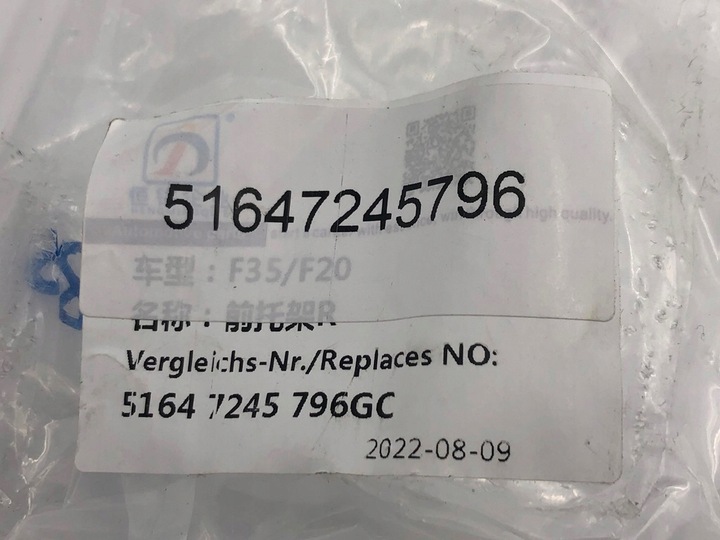 51647245796
high quality.
车型：F35/F20
名称：前托架R
Vergleichs-Nr./Replaces NO:
5164 7245 796GC
2022-08-09